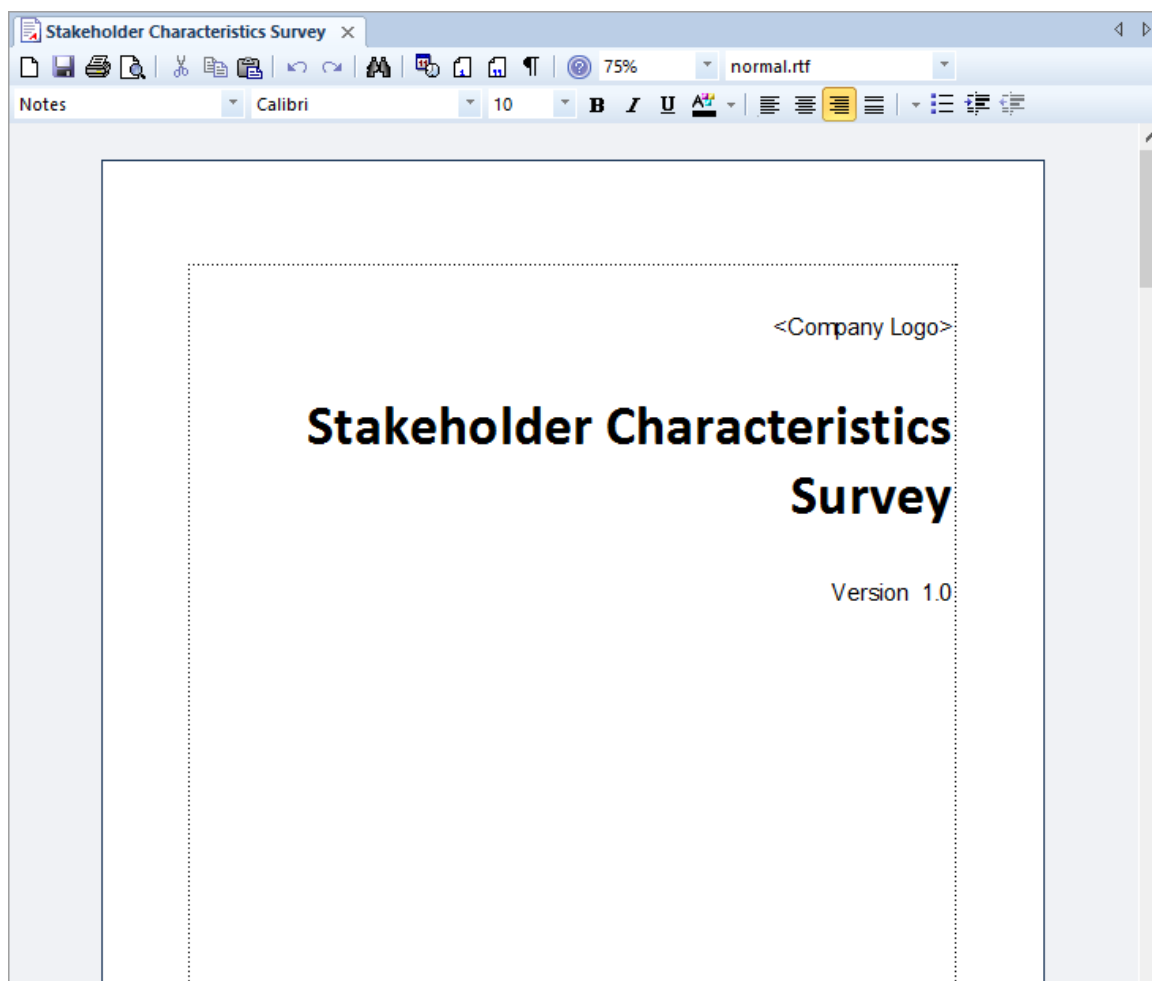 Stakeholder Characteristics Survey
75% normal.rtf
Notes Calibri 10 B I U
<Company Logo>
Stakeholder Characteristics
Survey
Version 1.0